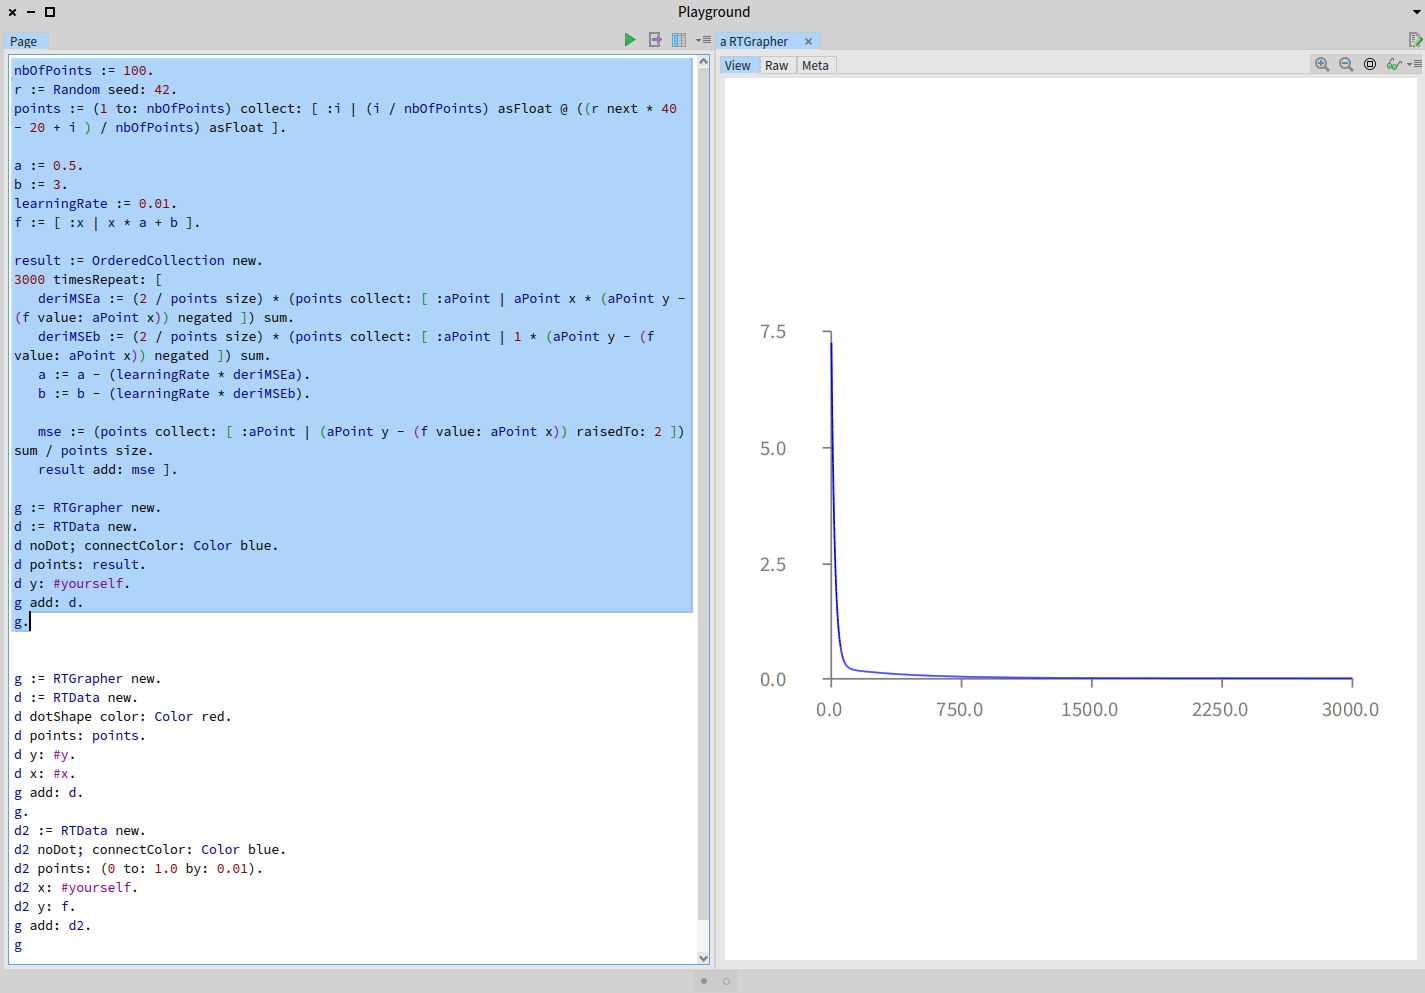 Playground
Page
nbOfPoints := 100.
r := Random seed: 42.
points := (1 to: nbOfPoints) collect: [ :i | (i / nbOfPoints) asFloat @ ((r next * 40
- 20 + i ) / nbOfPoints) asFloat ].
a := 0.5.
b := 3.
learningRate := 0.01.
f := [ :x | x * a + b ].
result := OrderedCollection new.
3000 timesRepeat: [
deriMSEa := (2 / points size) * (points collect: [ :aPoint | aPoint x * (aPoint y -
(f value: aPoint x)) negated ]) sum.
deriMSEb := (2 / points size) * (points collect: [ :aPoint | 1 * (aPoint y - (f
value: aPoint x)) negated ]) sum.
a := a - (learningRate * deriMSEa).
b := b - (learningRate * deriMSEb).
mse := (points collect: [ :aPoint | (aPoint y - (f value: aPoint x)) raisedTo: 2 ])
sum / points size.
result add: mse ].
g := RTGrapher new.
d := RTData new.
d noDot; connectColor: Color blue.
d points: result.
d y: #yourself.
g add: d.
g.
g := RTGrapher new.
d := RTData new.
d dotShape color: Color red.
d points: points.
d y: #y.
d x: #x.
g add: d.
g.
d2 := RTData new.
d2 noDot; connectColor: Color blue.
d2 points: (0 to: 1.0 by: 0.01).
d2 x: #yourself.
d2 y: f.
g add: d2.
g
a RTGrapher
View Raw Meta
7.5
5.0
2.5
0.0
0.0 750.0 1500.0 2250.0 3000.0